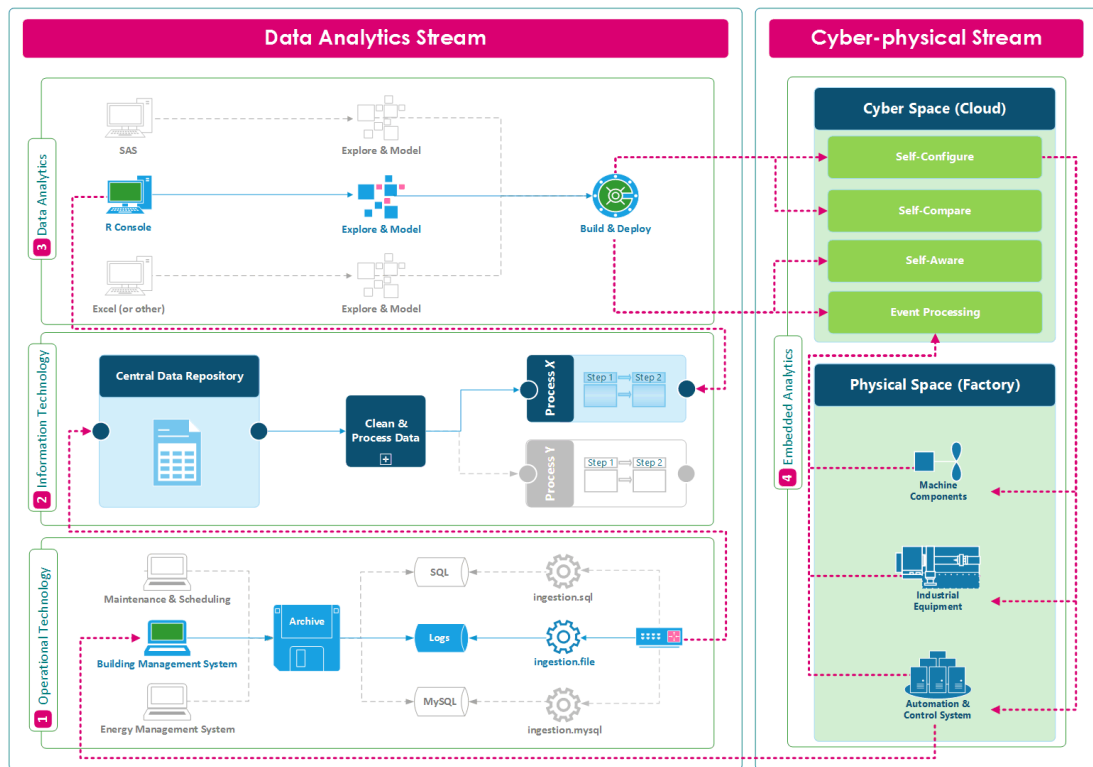 Data Analytics Stream
Cyber-physical Stream
3 Data Analytics
SAS
Explore & Model
R Console
Explore & Model
Build & Deploy
Excel (or other)
Explore & Model
2 Information Technology
Central Data Repository
Clean &
Process Data
Process X
Step 1
Step 2
Process Y
Step 1
Step 2
1 Operational Technology
Maintenance & Scheduling
Building Management System
Energy Management System
Archive
SQL
Logs
MySQL
ingestion.sql
ingestion.file
ingestion.mysql
4 Embedded Analytics
Cyber Space (Cloud)
Self-Configure
Self-Compare
Self-Aware
Event Processing
Physical Space (Factory)
Machine
Components
Industrial
Equipment
Automation &
Control System